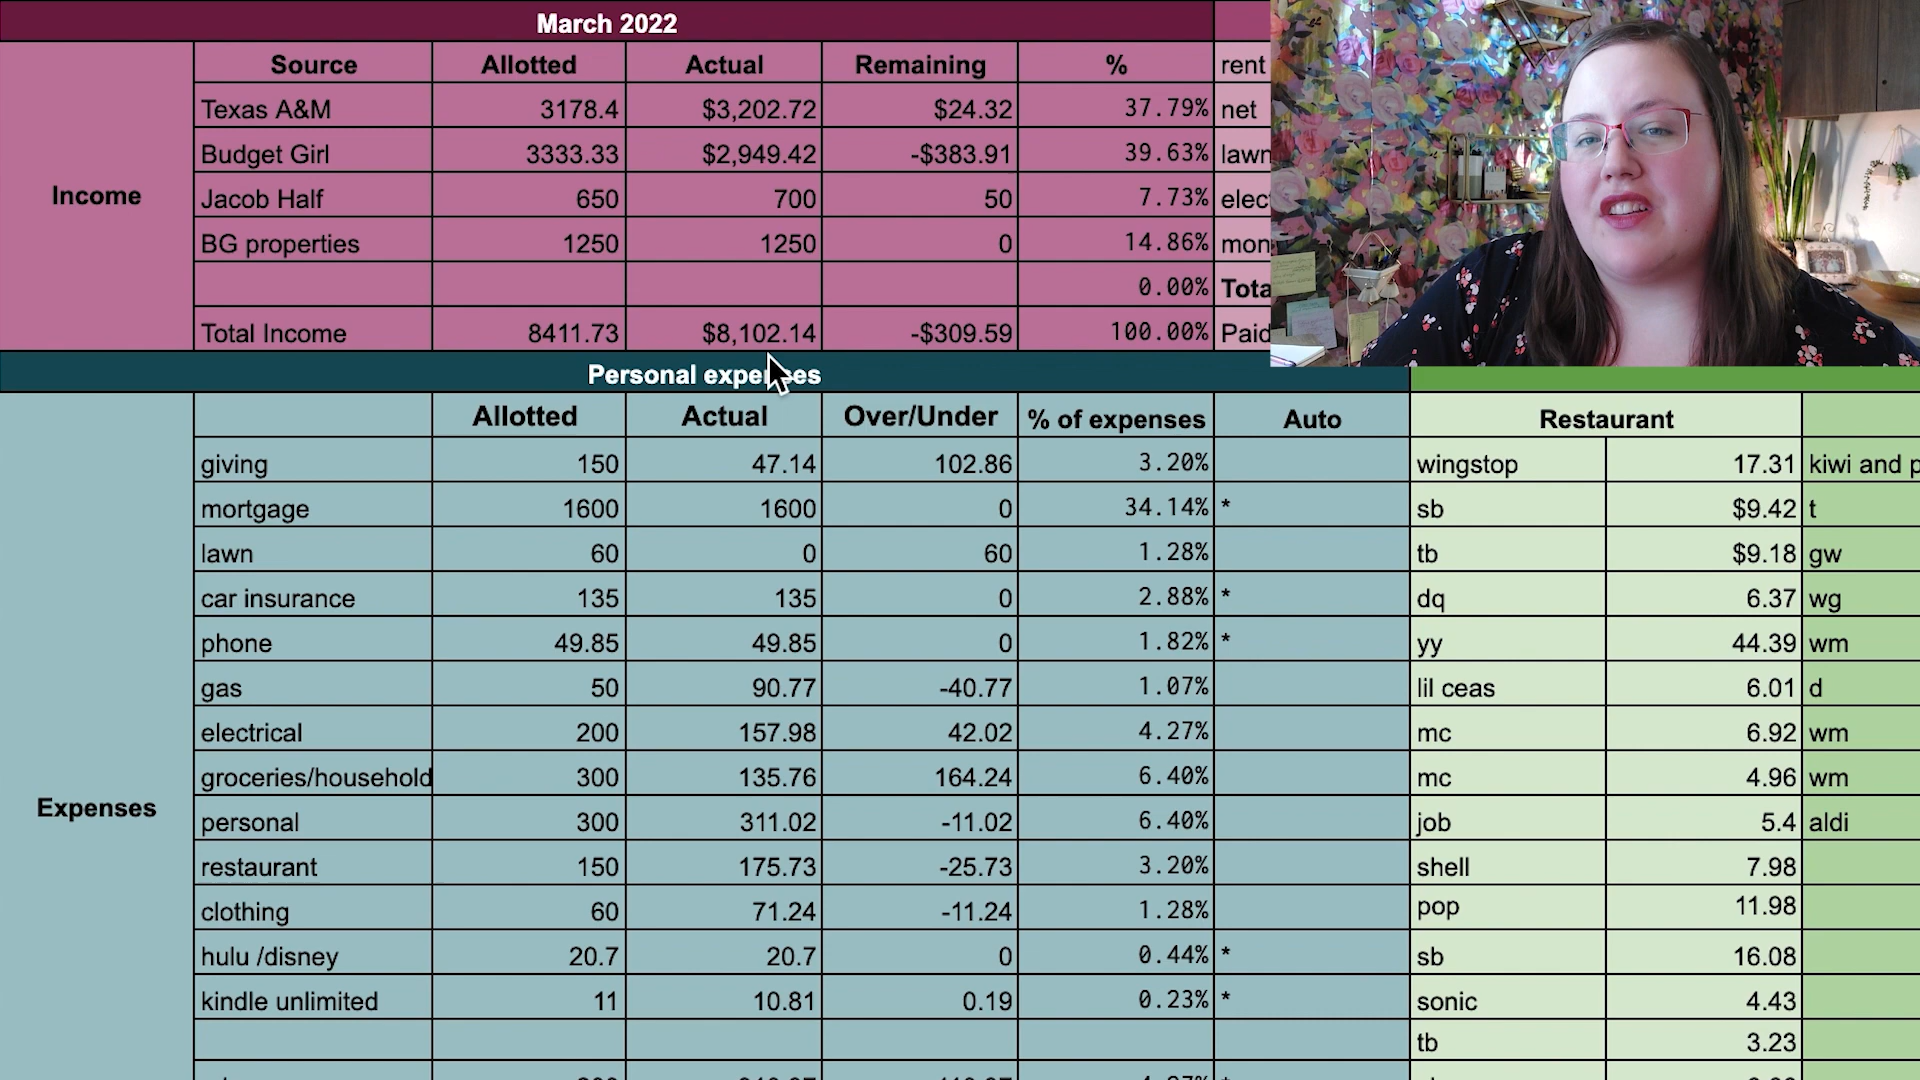 March 2022
Source Allotted Actual Remaining %
rent
Texas A&M 3178.4 $3,202.72 $24.32 37.79% net
Budget Girl 3333.33 $2,949.42 -$383.91 39.63% lawn
Income
Jacob Half 650 700 50 7.73% elec
BG properties 1250 1250 0 14.86% mon
0.00% Tota
Total Income 8411.73 $8,102.14 -$309.59 100.00% Paid
Personal expenses
Allotted Actual Over/Under % of expenses Auto Restaurant
giving 150 47.14 102.86 3.20% wingstop 17.31 kiwi and p
mortgage 1600 1600 0 34.14% * sb $9.42 t
lawn 60 0 60 1.28% tb $9.18 gw
car insurance 135 135 0 2.88% * dq 6.37 wg
phone 49.85 49.85 0 1.82% * yy 44.39 wm
gas 50 90.77 -40.77 1.07% lil ceas 6.01 d
electrical 200 157.98 42.02 4.27% mc 6.92 wm
groceries/household 300 135.76 164.24 6.40% mc 4.96 wm
Expenses
personal 300 311.02 -11.02 6.40% job 5.4 aldi
restaurant 150 175.73 -25.73 3.20% shell 7.98
clothing 60 71.24 -11.24 1.28% pop 11.98
hulu /disney 20.7 20.7 0 0.44% * sb 16.08
kindle unlimited 11 10.81 0.19 0.23% * sonic 4.43
tb 3.23